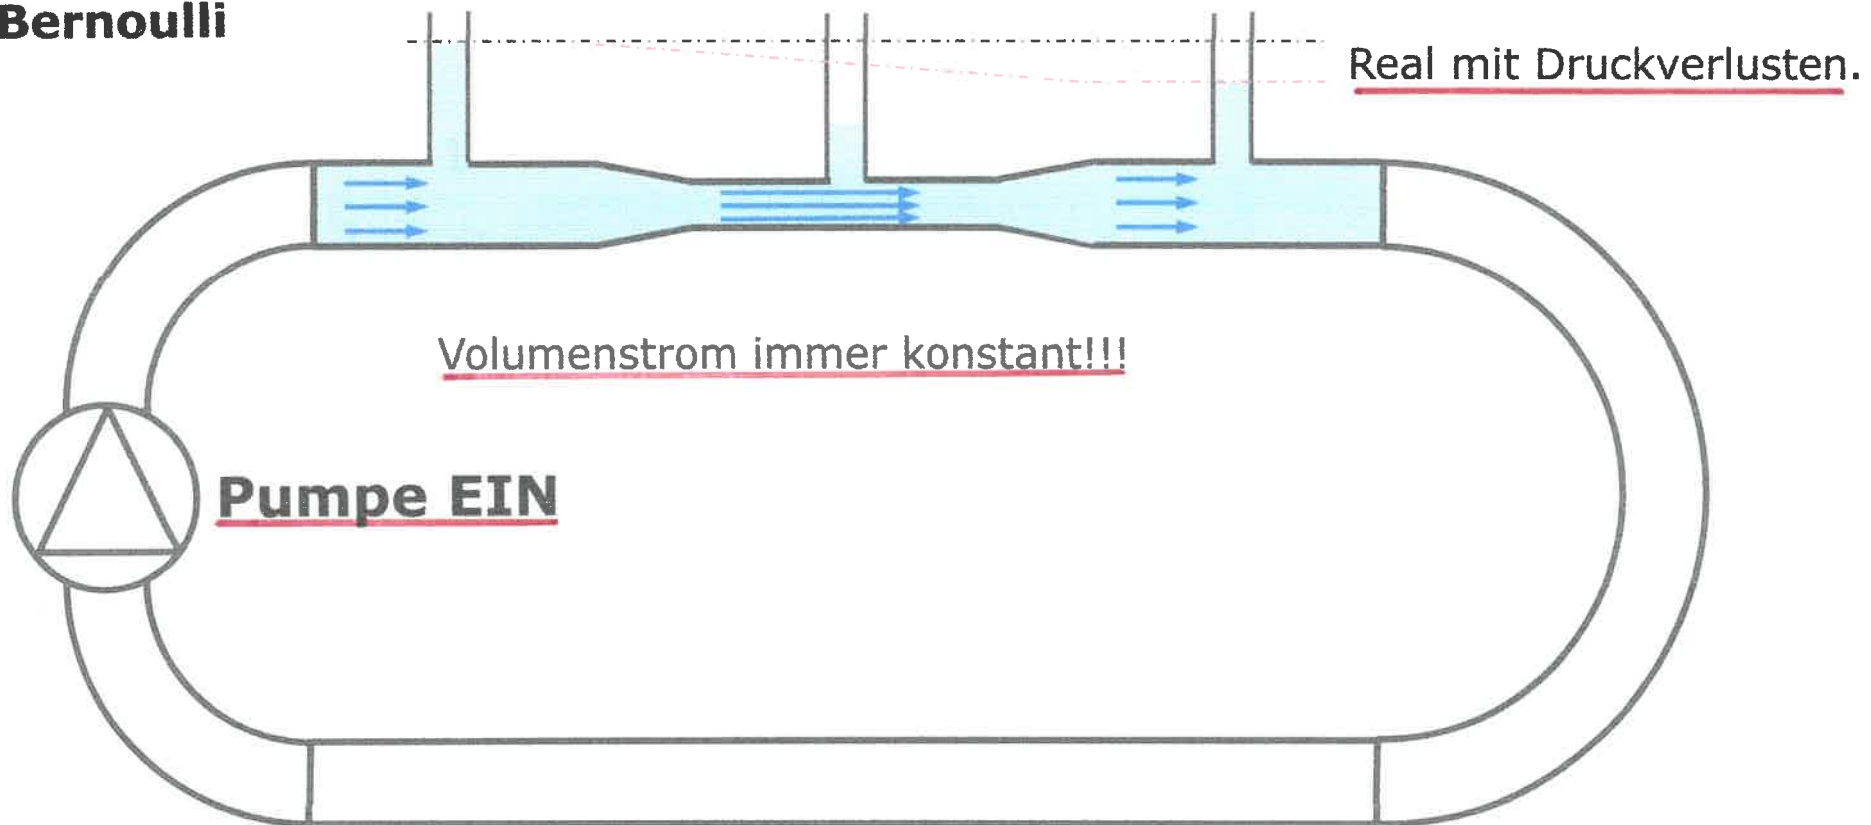 Bernoulli
Real mit Druckverlusten.
Volumenstrom immer konstant!!!
Pumpe EIN